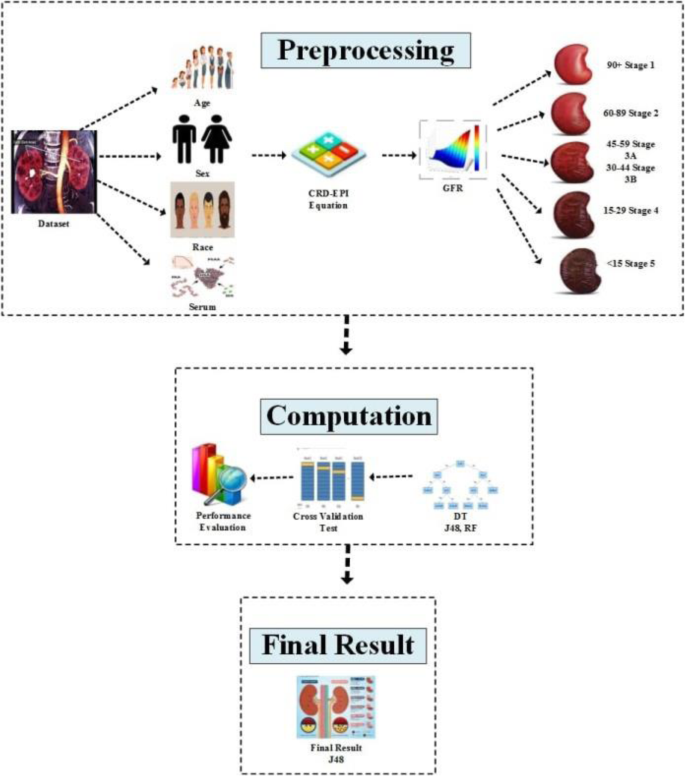 Preprocessing
90+ Stage 1
Age
60-89 Stage 2
45-59 Stage
3A
30-44 Stage
3B
Sex
CRD-EPI
Equation
GFR
Dataset
15-29 Stage 4
Race
<15 Stage 5
Serum
Computation
Performance
Evaluation
Cross Validation
Test
DT
J48, RF
Final Result
Final Result
J48